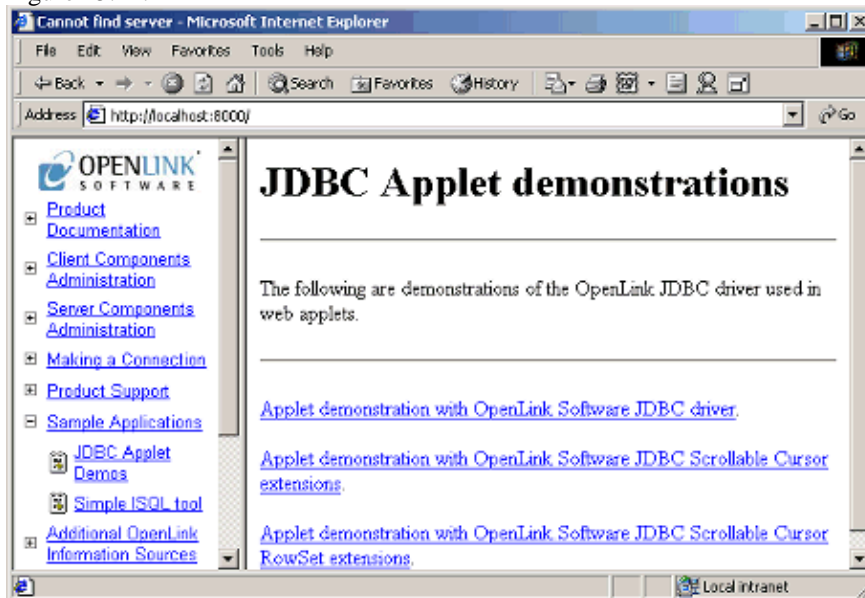 Cannot find server - Microsoft Internet Explorer
File Edit View Favorites Tools Help
Back Search Favorites History
Address http://localhost:8000/ Go
OPENLINK
SOFTWARE
Product
Documentation
Client Components
Administration
Server Components
Administration
Making a Connection
Product Support
Sample Applications
JDBC Applet
Demos
Simple ISQL tool
Additional OpenLink
Information Sources
JDBC Applet demonstrations
The following are demonstrations of the OpenLink JDBC driver used in
web applets.
Applet demonstration with OpenLink Software JDBC driver.
Applet demonstration with OpenLink Software JDBC Scrollable Cursor
extensions.
Applet demonstration with OpenLink Software JDBC Scrollable Cursor
RowSet extensions.
Local intranet